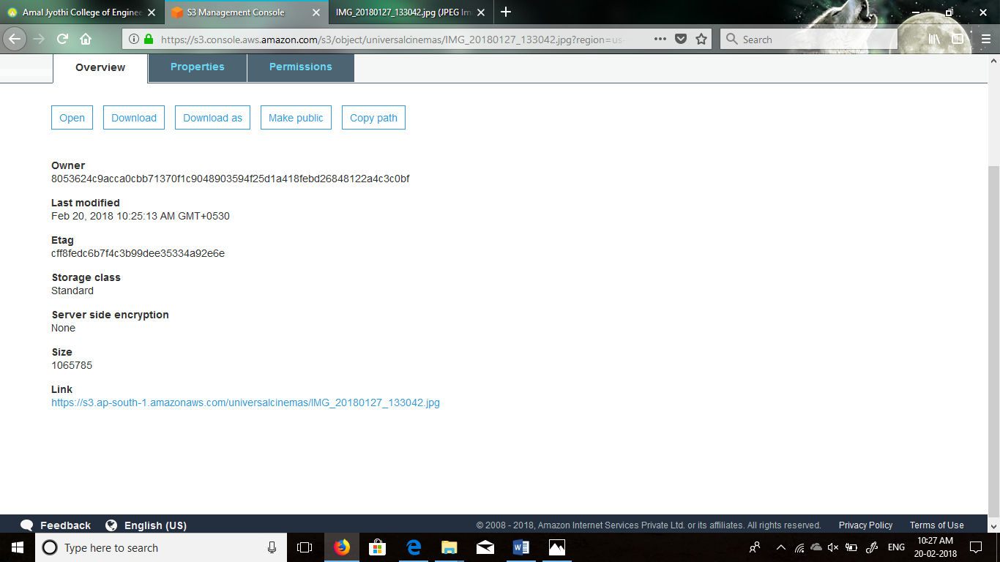 Amal Jyothi College of Enginee
S3 Management Console
IMG_20180127_133042.jpg (JPEG Im
https://s3.console.aws.amazon.com/s3/object/universalcinemas/IMG_20180127_133042.jpg?region=us-
Search
Overview
Properties
Permissions
Open
Download
Download as
Make public
Copy path
Owner
8053624c9acca0cbb71370f1c9048903594f25d1a418febd26848122a4c3c0bf
Last modified
Feb 20, 2018 10:25:13 AM GMT+0530
Etag
cff8fedc6b7f4c3b99dee35334a92e6e
Storage class
Standard
Server side encryption
None
Size
1065785
Link
https://s3.ap-south-1.amazonaws.com/universalcinemas/IMG_20180127_133042.jpg
Feedback
English (US)
© 2008 - 2018, Amazon Internet Services Private Ltd. or its affiliates. All rights reserved.
Privacy Policy
Terms of Use
Type here to search
ENG
10:27 AM
20-02-2018